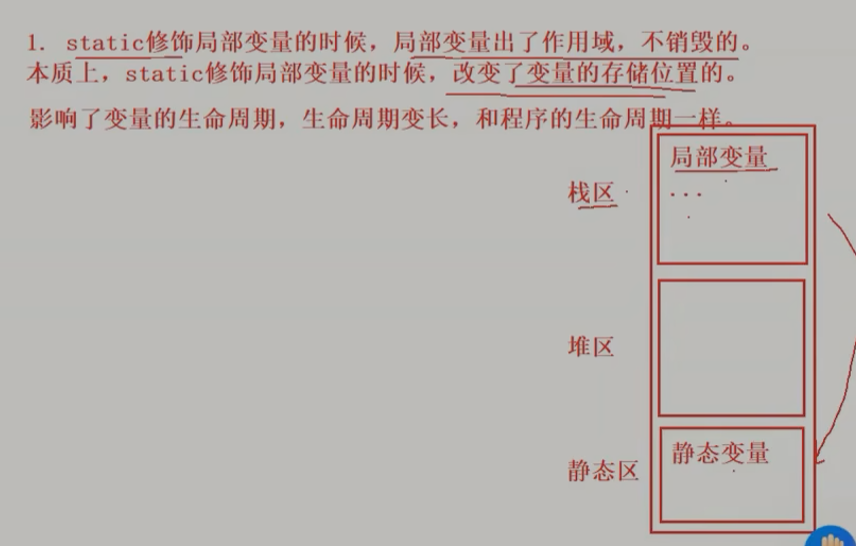 1. static修饰局部变量的时候，局部变量出了作用域，不销毁的。
本质上，static修饰局部变量的时候，改变了变量的存储位置的。
影响了变量的生命周期，生命周期变长，和程序的生命周期一样。
局部变量
栈区
...
堆区
静态变量
静态区